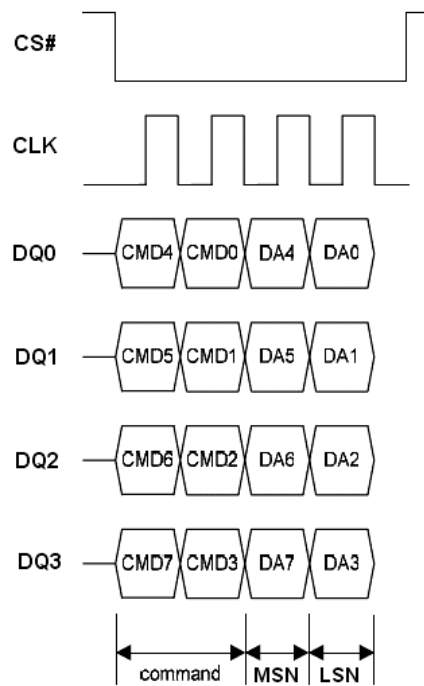 CS#
CLK
DQ0 CMD4 CMD0 DA4 DA0
DQ1 CMD5 CMD1 DA5 DA1
DQ2 CMD6 CMD2 DA6 DA2
DQ3 CMD7 CMD3 DA7 DA3
command MSN LSN